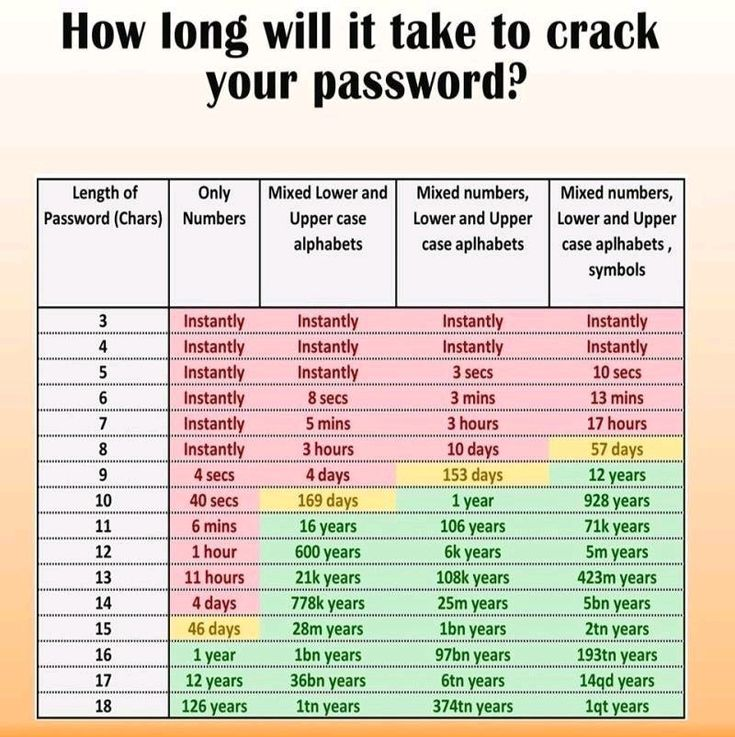 How long will it take to crack
your password?
Length of Password (Chars) | Only Numbers | Mixed Lower and Upper case alphabets | Mixed numbers, Lower and Upper case aplhabets | Mixed numbers, Lower and Upper case aplhabets , symbols
3 Instantly Instantly Instantly Instantly
4 Instantly Instantly Instantly Instantly
5 Instantly Instantly 3 secs 10 secs
6 Instantly 8 secs 3 mins 13 mins
7 Instantly 5 mins 3 hours 17 hours
8 Instantly 3 hours 10 days 57 days
9 4 secs 4 days 153 days 12 years
10 40 secs 169 days 1 year 928 years
11 6 mins 16 years 106 years 71k years
12 1 hour 600 years 6k years 5m years
13 11 hours 21k years 108k years 423m years
14 4 days 778k years 25m years 5bn years
15 46 days 28m years 1bn years 2tn years
16 1 year 1bn years 97bn years 193tn years
17 12 years 36bn years 6tn years 14qd years
18 126 years 1tn years 374tn years 1qt years